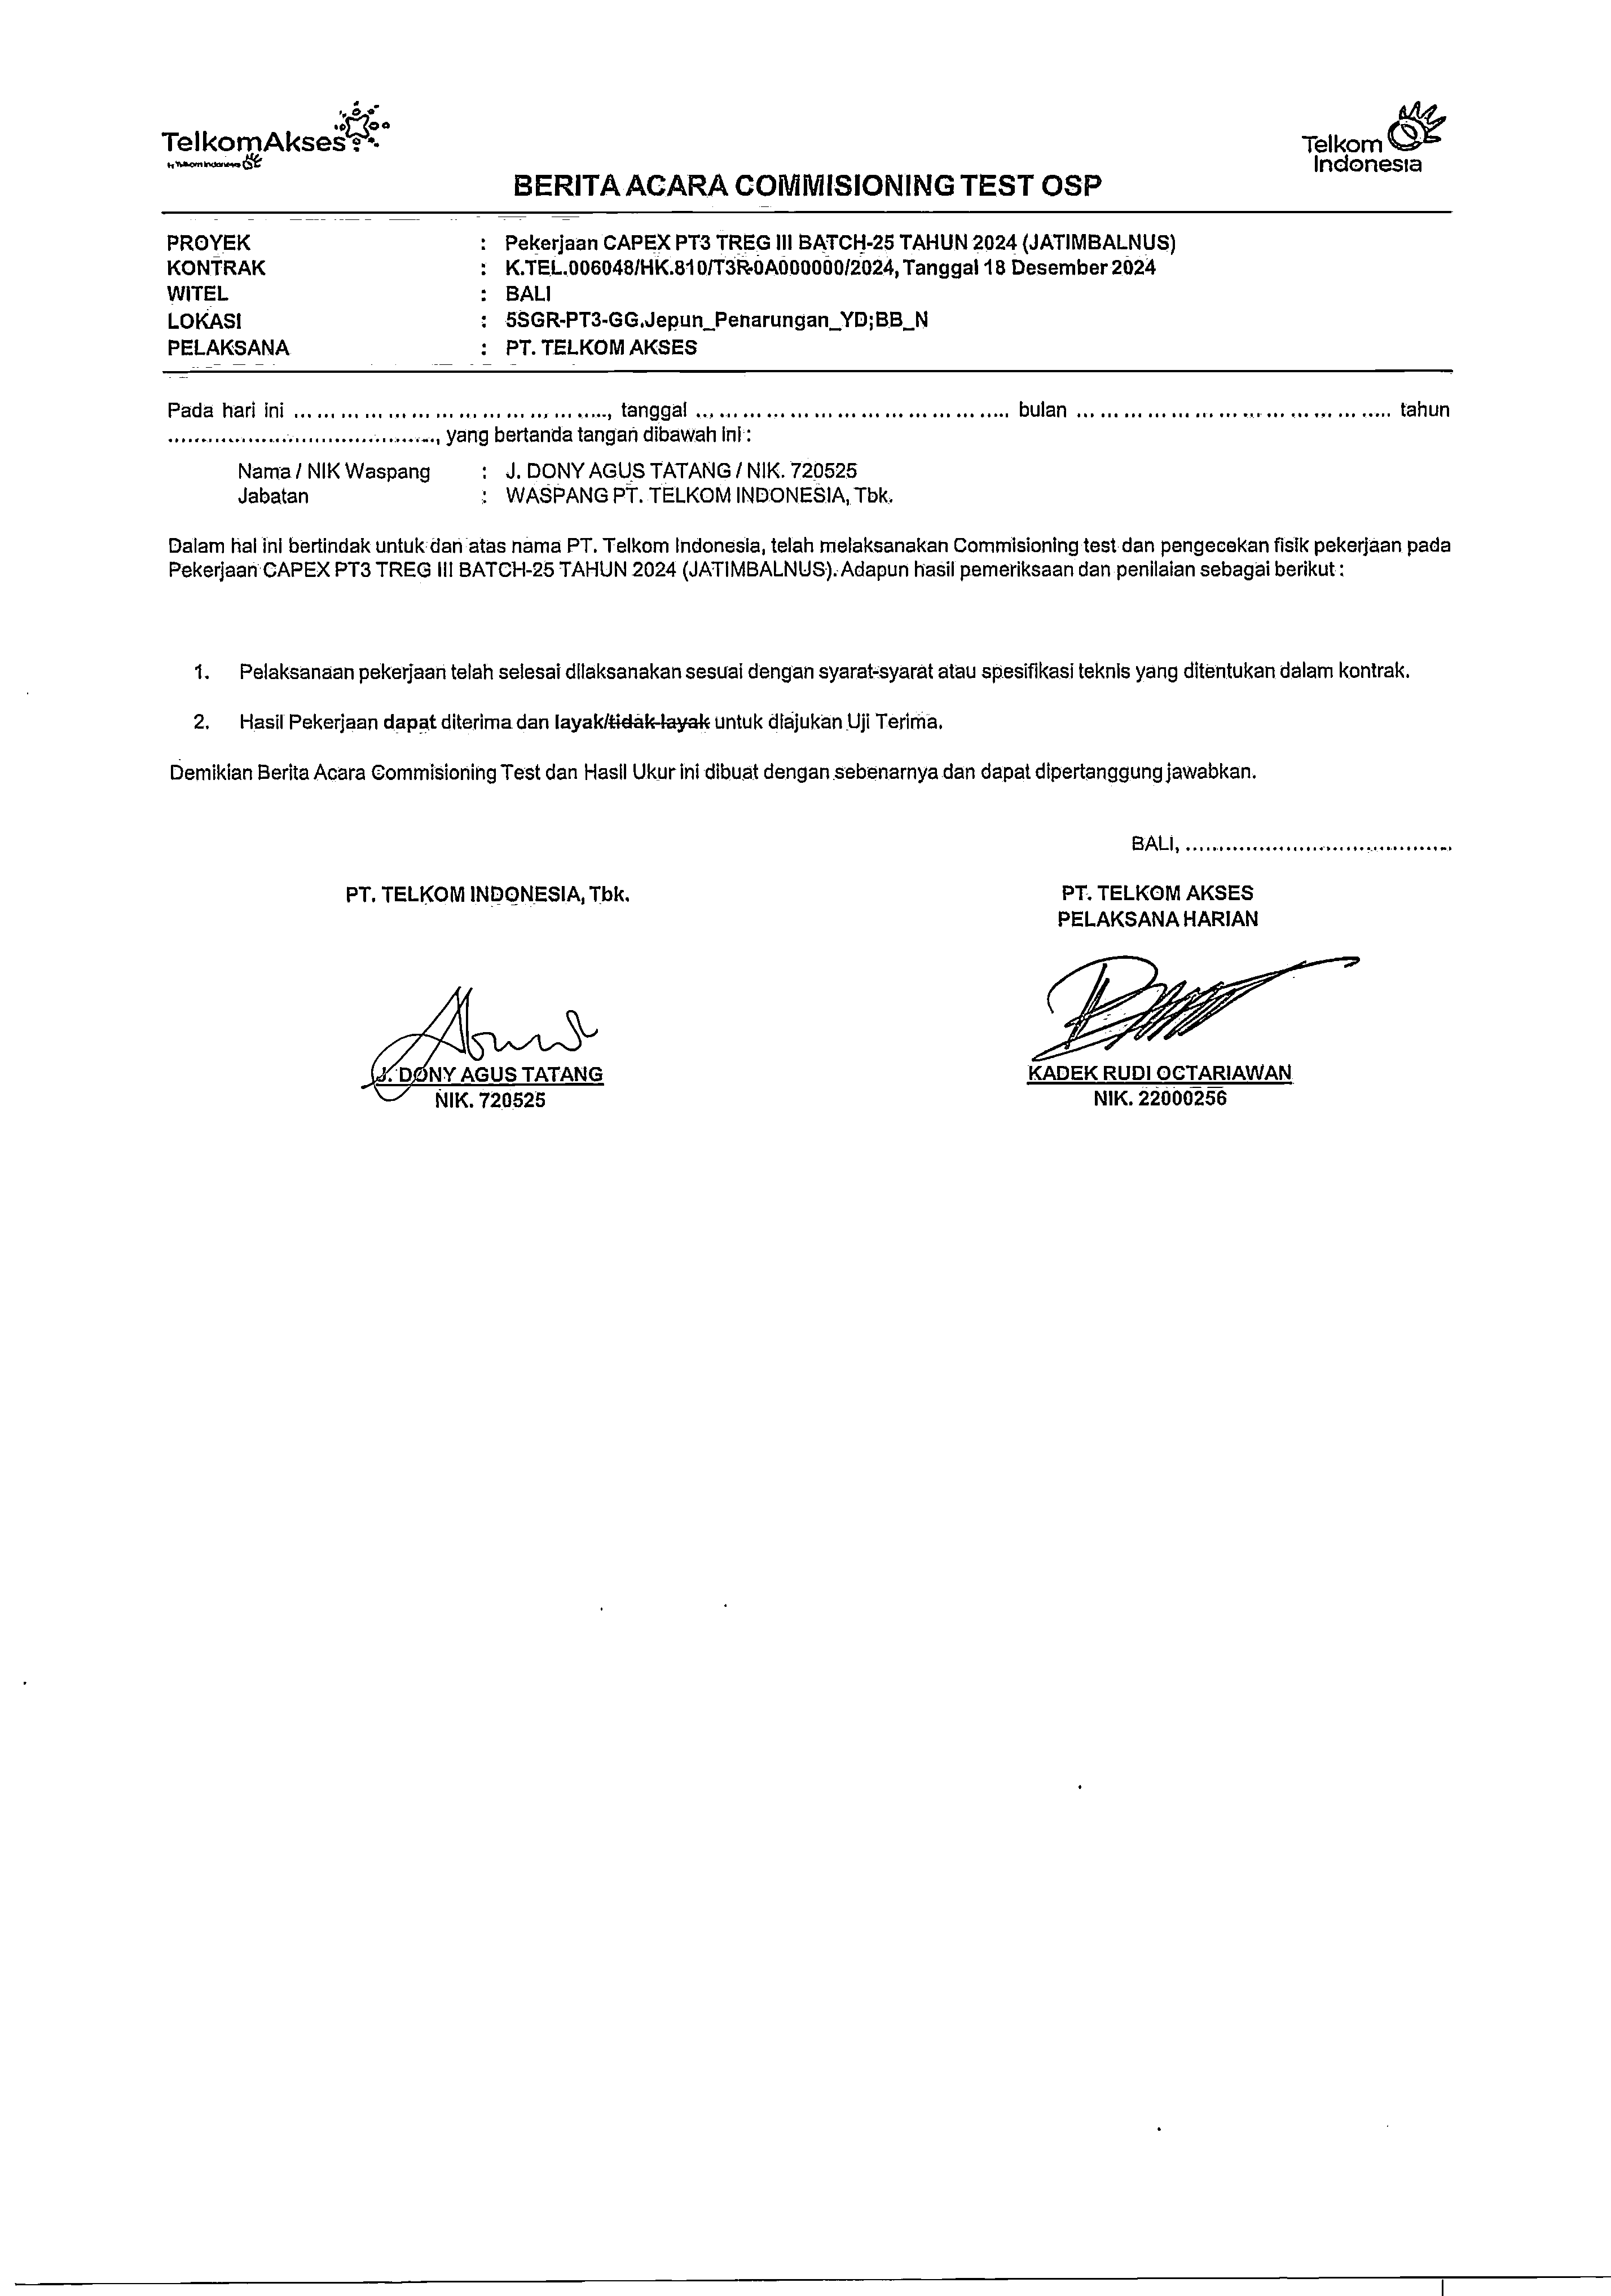 TelkomAkses
by Telkom Indonesia
Telkom
Indonesia
BERITA ACARA COMMISIONING TEST OSP
PROYEK : Pekerjaan CAPEX PT3 TREG III BATCH-25 TAHUN 2024 (JATIMBALNUS)
KONTRAK : K.TEL.006048/HK.810/T3R-0A000000/2024, Tanggal 18 Desember 2024
WITEL : BALI
LOKASI : 5SGR-PT3-GG.Jepun_Penarungan_YD;BB_N
PELAKSANA : PT. TELKOM AKSES
Pada hari ini ……………………………, tanggal …………………………… bulan …………………………… tahun
……………………………, yang bertanda tangan dibawah ini :
Nama / NIK Waspang : J. DONY AGUS TATANG / NIK. 720525
Jabatan : WASPANG PT. TELKOM INDONESIA, Tbk.
Dalam hal ini bertindak untuk dan atas nama PT. Telkom Indonesia, telah melaksanakan Commisioning test dan pengecekan fisik pekerjaan pada
Pekerjaan CAPEX PT3 TREG III BATCH-25 TAHUN 2024 (JATIMBALNUS). Adapun hasil pemeriksaan dan penilaian sebagai berikut :
1. Pelaksanaan pekerjaan telah selesai dilaksanakan sesuai dengan syarat-syarat atau spesifikasi teknis yang ditentukan dalam kontrak.
2. Hasil Pekerjaan dapat diterima dan layak/tidak layak untuk diajukan Uji Terima.
Demikian Berita Acara Commisioning Test dan Hasil Ukur ini dibuat dengan sebenarnya dan dapat dipertanggung jawabkan.
BALI, ……………………………
PT. TELKOM INDONESIA, Tbk.
PT. TELKOM AKSES
PELAKSANA HARIAN
J. DONY AGUS TATANG
NIK. 720525
KADEK RUDI OCTARIAWAN
NIK. 22000256